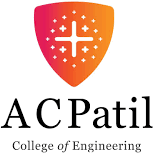 ACPatil
College of Engineering